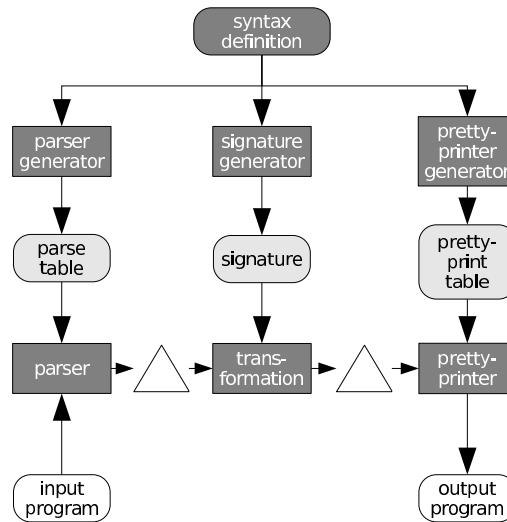 syntax
definition
parser
generator
signature
generator
pretty-
printer
generator
parse
table
signature
pretty-
print
table
parser
trans-
formation
pretty-
printer
input
program
output
program